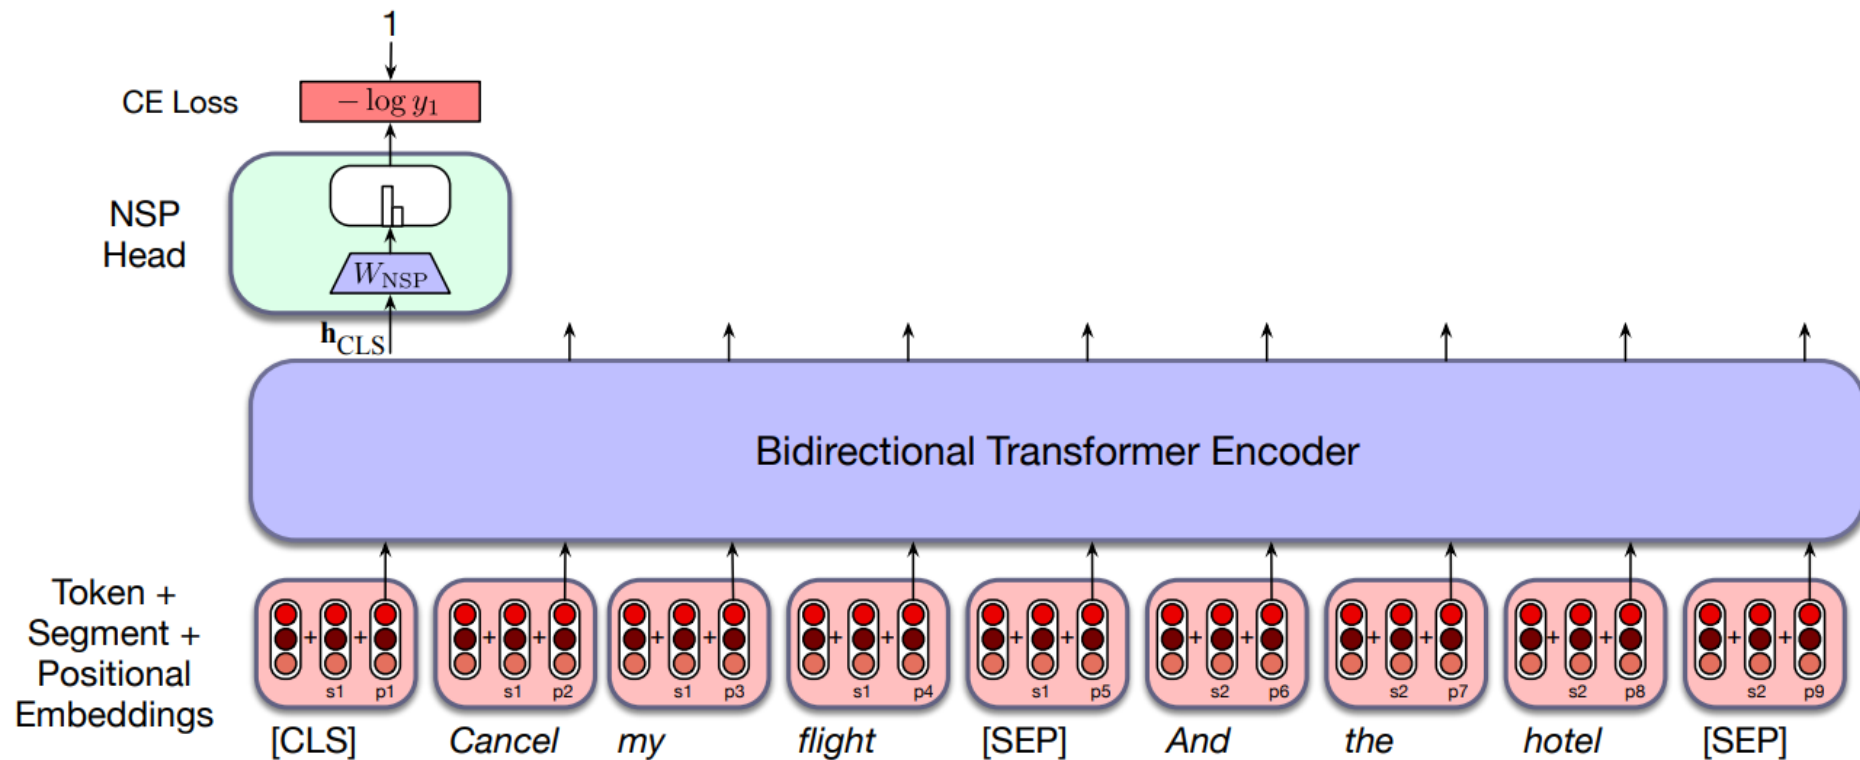 1
CE Loss
− log y1
NSP
Head
WNSP
hCLS
Bidirectional Transformer Encoder
Token +
Segment +
Positional
Embeddings
+ + + + + + + + + + + + + + + + + +
s1 p1 s1 p2 s1 p3 s1 p4 s1 p5 s2 p6 s2 p7 s2 p8 s2 p9
[CLS] Cancel my flight [SEP] And the hotel [SEP]